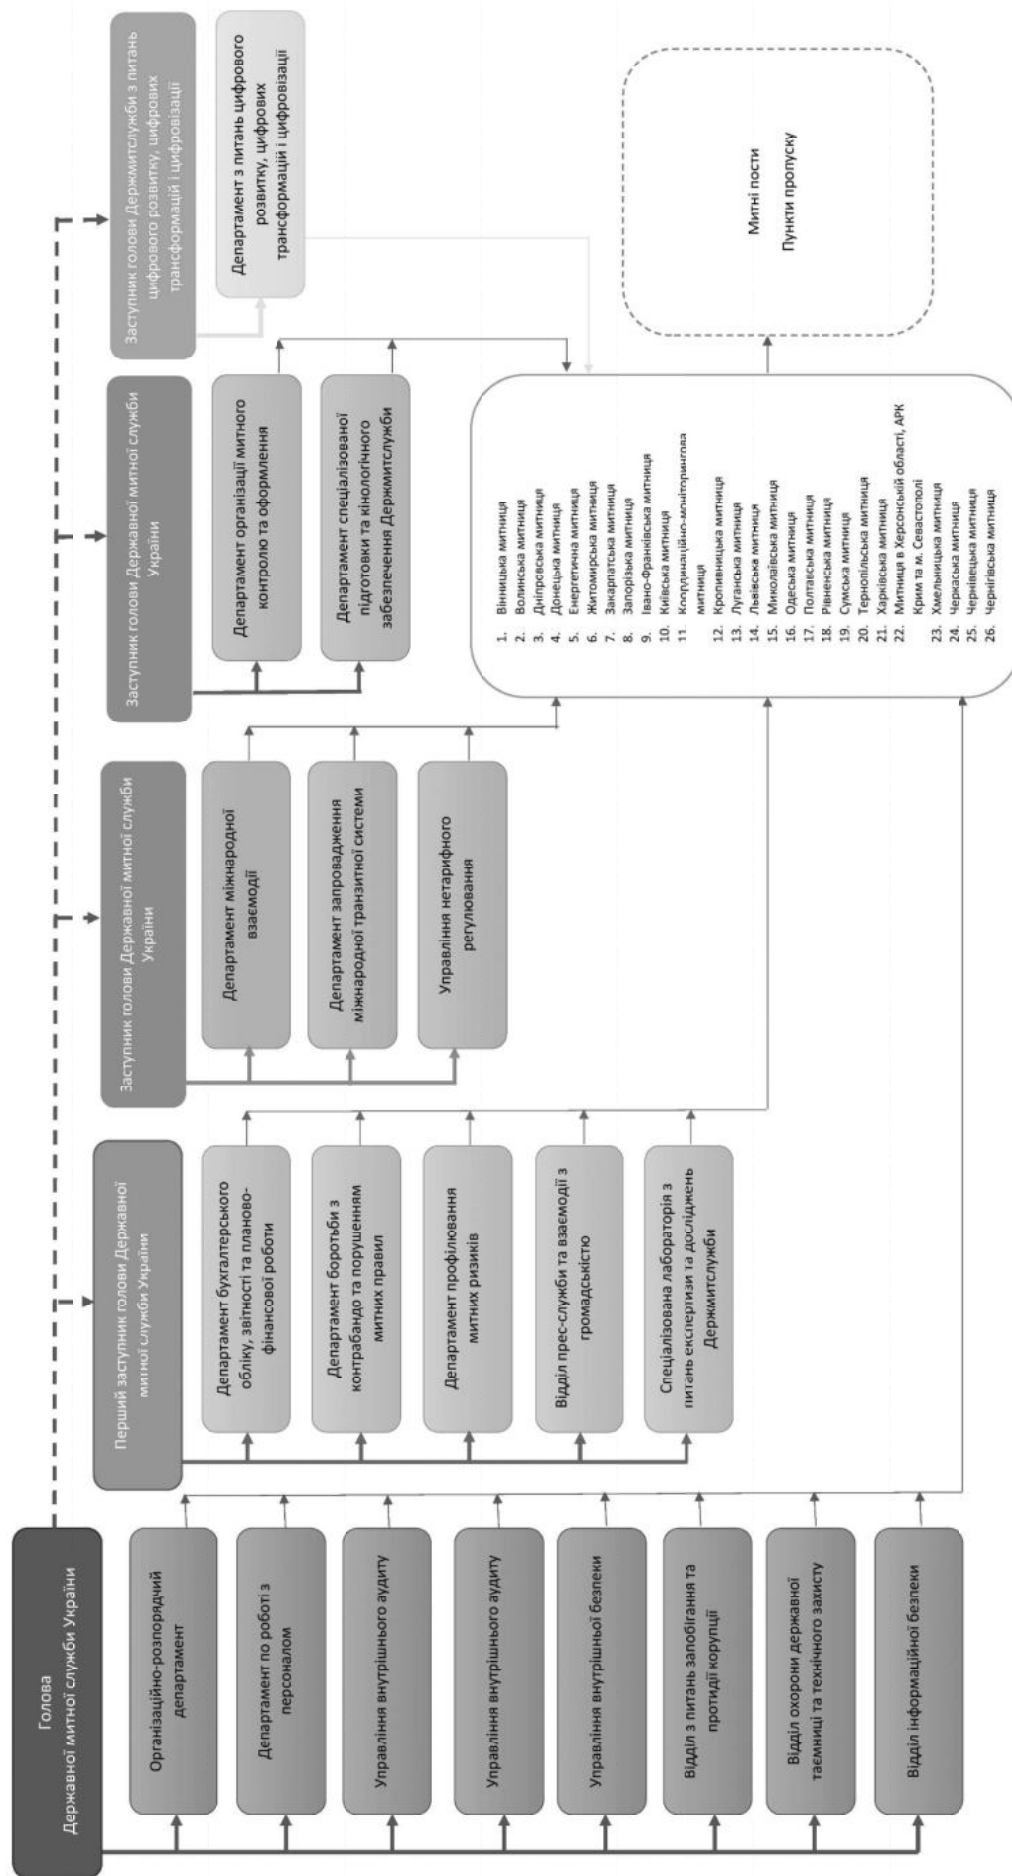 Голова
Державної митної служби України
Організаційно-розпорядчий
департамент
Департамент по роботі з
персоналом
Управління внутрішнього аудиту
Управління внутрішнього аудиту
Управління внутрішньої безпеки
Відділ з питань запобігання та
протидії корупції
Відділ охорони державної
таємниці та технічного захисту
Відділ інформаційної безпеки
Перший заступник голови Державної
митної служби України
Департамент бухгалтерського
обліку, звітності та планово-
фінансової роботи
Департамент боротьби з
контрабандо та порушенням
митних правил
Департамент профілювання
митних ризиків
Відділ прес-служби та взаємодії з
громадськістю
Спеціалізована лабораторія з
питань експертизи та досліджень
Держмитслужби
Заступник голови Державної митної служби
України
Департамент міжнародної
взаємодії
Департамент запровадження
міжнародної транзитної системи
Управління нетарифного
регулювання
Заступник голови Державної митної служби
України
Департамент організації митного
контролю та оформлення
Департамент спеціалізованої
підготовки та кінологічного
забезпечення Держмитслужби
Заступник голови Держмитслужби з питань
цифрового розвитку, цифрових
трансформацій і цифровізації
Департамент з питань цифрового
розвитку, цифрових
трансформацій і цифровізації
1. Вінницька митниця
2. Волинська митниця
3. Дніпровська митниця
4. Донецька митниця
5. Енергетична митниця
6. Житомирська митниця
7. Закарпатська митниця
8. Запорізька митниця
9. Івано-Франківська митниця
10. Київська митниця
11 Координаційно-моніторингова
митниця
12. Кропивницька митниця
13. Луганська митниця
14. Львівська митниця
15. Миколаївська митниця
16. Одеська митниця
17. Полтавська митниця
18. Рівненська митниця
19. Сумська митниця
20. Тернопільська митниця
21. Харківська митниця
22. Митниця в Херсонській області, АРК
Крим та м. Севастополі
23. Хмельницька митниця
24. Черкаська митниця
25. Чернівецька митниця
26. Чернігівська митниця
Митні пости
Пункти пропуску